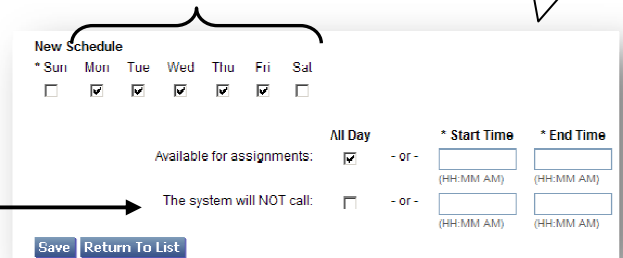 New Schedule
* Sun Mon Tue Wed Thu Fri Sat
All Day * Start Time * End Time
Available for assignments: - or -
(HH:MM AM) (HH:MM AM)
The system will NOT call: - or -
(HH:MM AM) (HH:MM AM)
Save Return To List